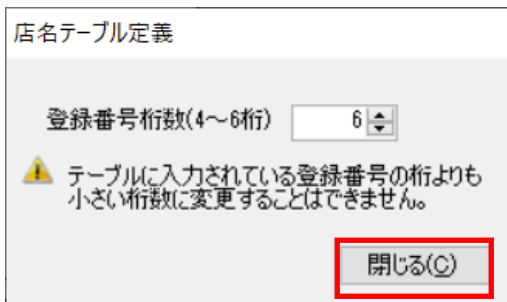 店名テーブル定義
登録番号桁数(4～6桁) 6
テーブルに入力されている登録番号の桁よりも
小さい桁数に変更することはできません。
閉じる(C)